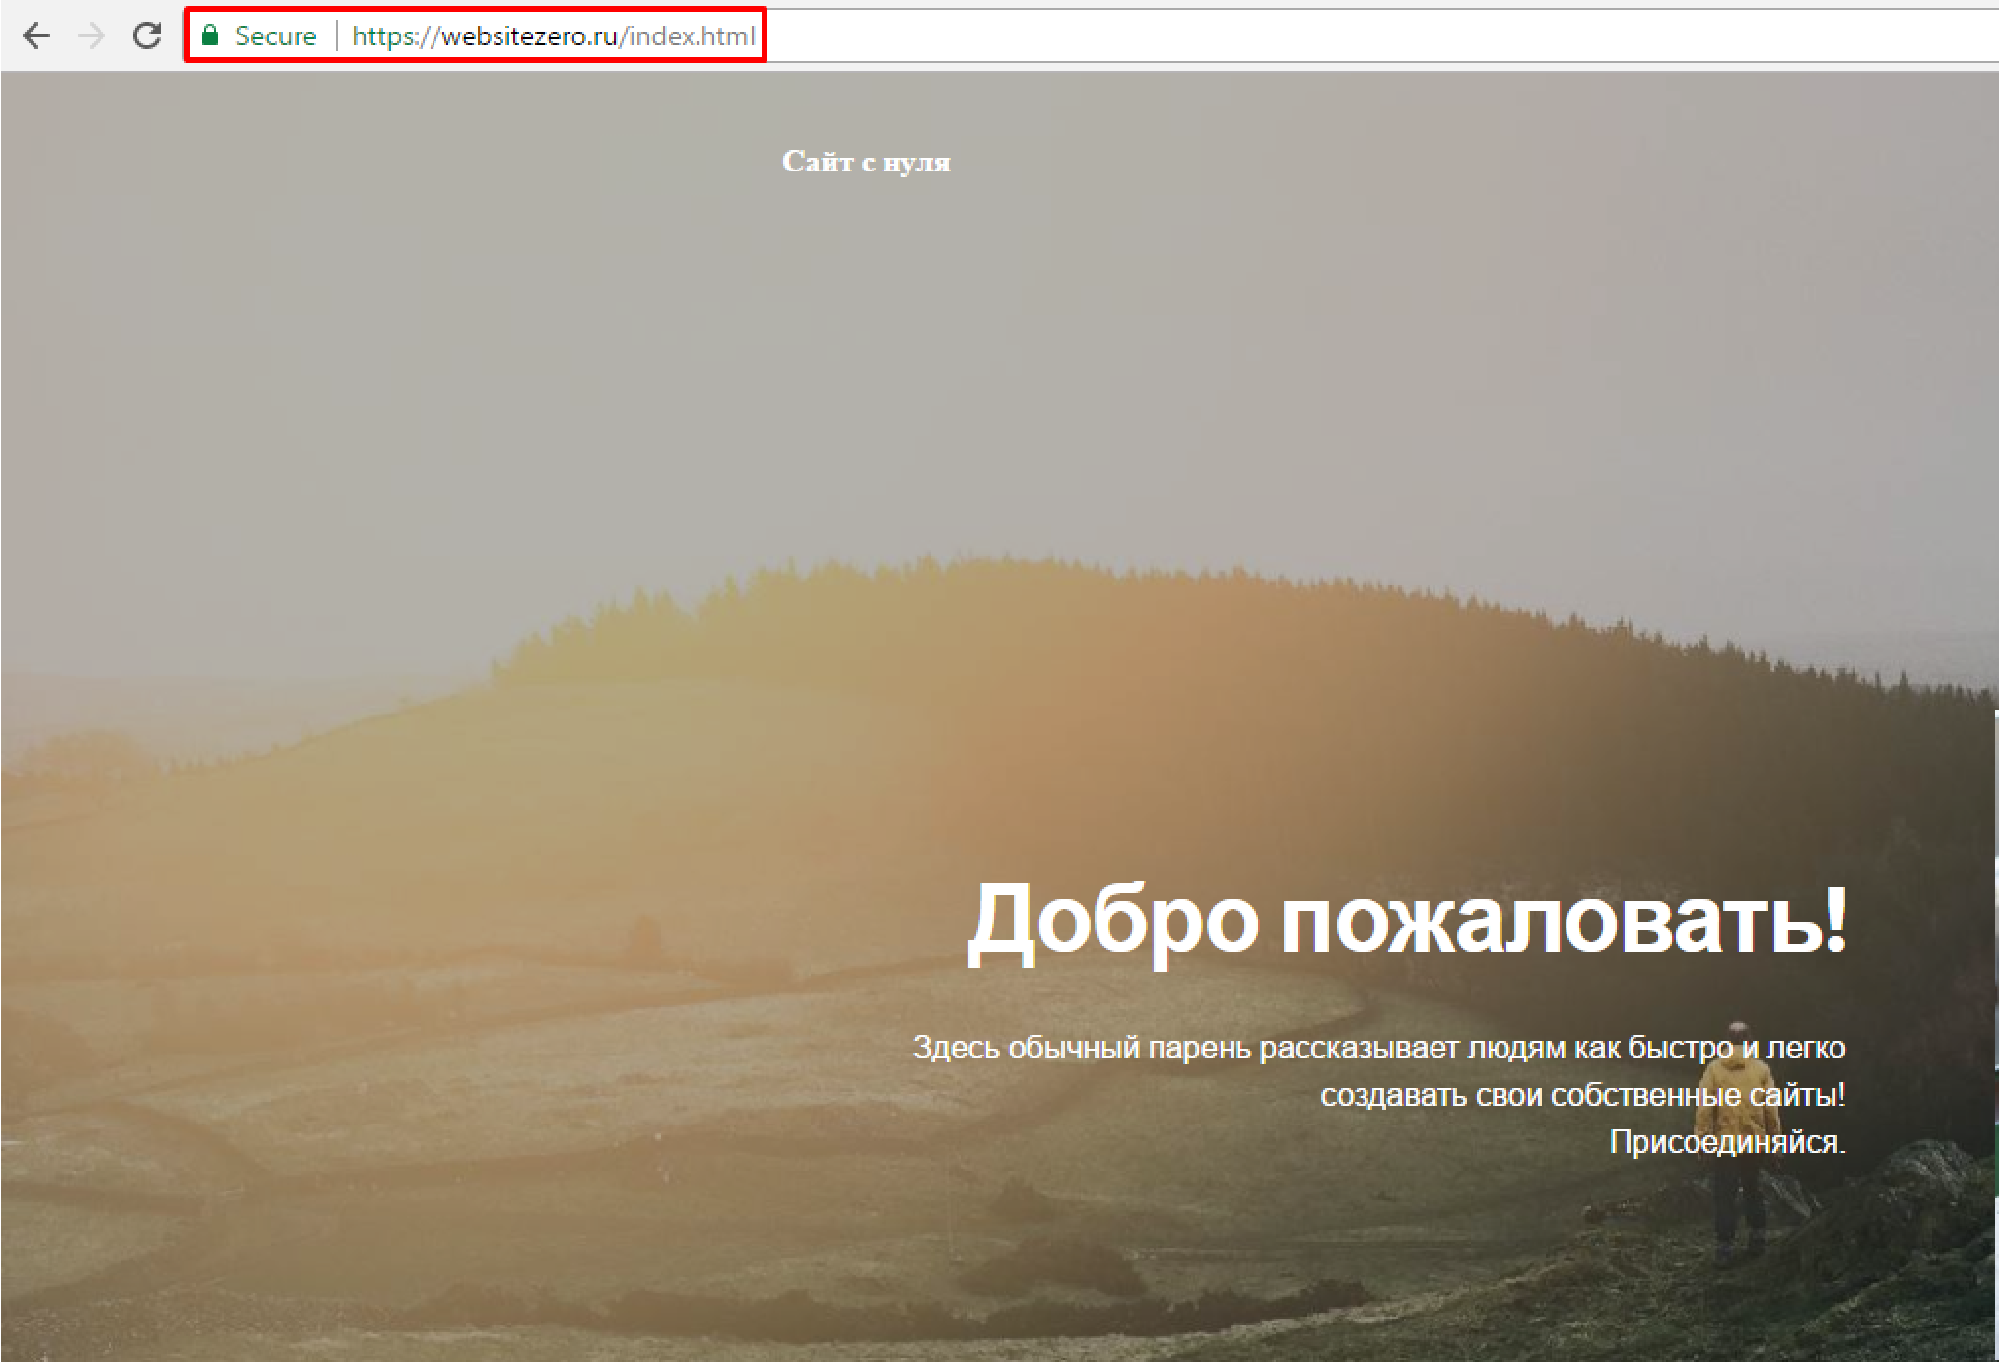 Secure https://websitezero.ru/index.html
Сайт с нуля
Добро пожаловать!
Здесь обычный парень рассказывает людям как быстро и легко
создавать свои собственные сайты!
Присоединяйся.